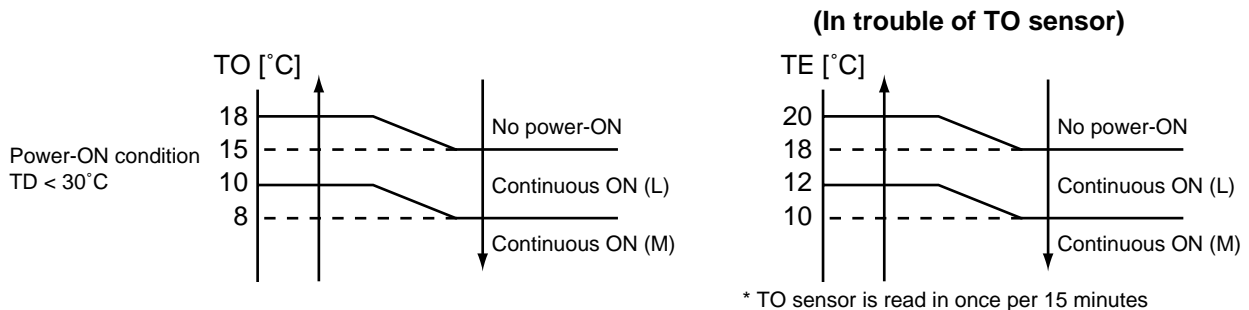 (In trouble of TO sensor)
TO [˚C]
18
15
10
8
Power-ON condition
TD < 30˚C
No power-ON
Continuous ON (L)
Continuous ON (M)
TE [˚C]
20
18
12
10
No power-ON
Continuous ON (L)
Continuous ON (M)
* TO sensor is read in once per 15 minutes